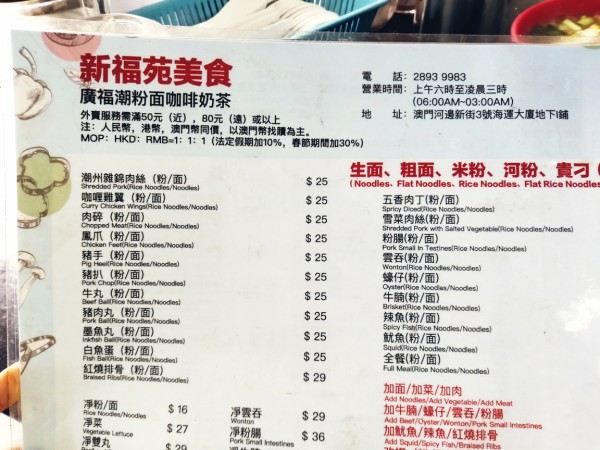 新福苑美食
廣福潮粉面咖啡奶茶
外賣服務需滿50元（近），80元（遠）或以上
注：人民幣，港幣，澳門幣同價，以澳門幣找贖為主。
MOP：HKD：RMB=1：1：1（法定假期加10%，春節期間加30%）
電　話：2893 9983
營業時間：上午六時至凌晨三時
(06:00AM~03:00AM)
地　址：澳門河邊新街3號海運大廈地下I舖
生面、粗面、米粉、河粉、貴刁（
(Noodles、Flat Noodles、Rice Noodles、Flat Rice Noodles
潮州雜錦肉絲（粉/面） $ 25
Shredded Pork(Rice Noodles/Noodles)
咖喱雞翼（粉/面） $ 25
Curry Chicken Wings(Rice Noodles/Noodles)
肉碎（粉/面） $ 25
Chopped Meat(Rice Noodles/Noodles)
鳳爪（粉/面） $ 25
Chicken Feet(Rice Noodles/Noodles)
豬手（粉/面） $ 25
Pig Heel(Rice Noodles/Noodles)
豬扒（粉/面） $ 25
Pork Chop(Rice Noodles/Noodles)
牛丸（粉/面） $ 25
Beef Ball(Rice Noodles/Noodles)
豬肉丸（粉/面） $ 25
Pork Ball(Rice Noodles/Noodles)
墨魚丸（粉/面） $ 25
Inkfish Ball(Rice Noodles/Noodles)
白魚蛋（粉/面） $ 25
Fish Ball(Rice Noodles/Noodles)
紅燒排骨（粉/面） $ 29
Braised Ribs(Rice Noodles/Noodles)
五香肉丁(粉/面)
Spricy Diced(Rice Noodles/Noodles)
雪菜肉絲(粉/面)
Shredded Pork with Salted Vegetable(Rice Noodles/Noodles)
粉腸(粉/面)
Pork Small In Testines(Rice Noodles/Noodles)
雲吞(粉/面)
Wonton(Rice Noodles/Noodles)
蠔仔(粉/面)
Oyster(Rice Noodles/Noodles)
牛腩(粉/面)
Brisket(Rice Noodles/Noodles)
辣魚(粉/面)
Spicy Fish(Rice Noodles/Noodles)
魷魚(粉/面)
Squid(Rice Noodles/Noodles)
全餐(粉/面)
Full Meal(Rice Noodles/Noodles)
加面/加菜/加肉
Add Noodles/Add Vegetable/Add Meat
加牛腩/蠔仔/雲吞/粉腸
Add Beef/Oyster/Wonton/Pork Small Intestines
加魷魚/辣魚/紅燒排骨
Add Squid/Spicy Fish/Braised Ribs
淨粉/面 $ 16
Rice Noodles/Noodles
淨菜 $ 27
Vegetable Lettuce
淨雙丸 $ 29
淨雲吞 $ 29
Wonton
淨粉腸 $ 36
Pork Small Intestines